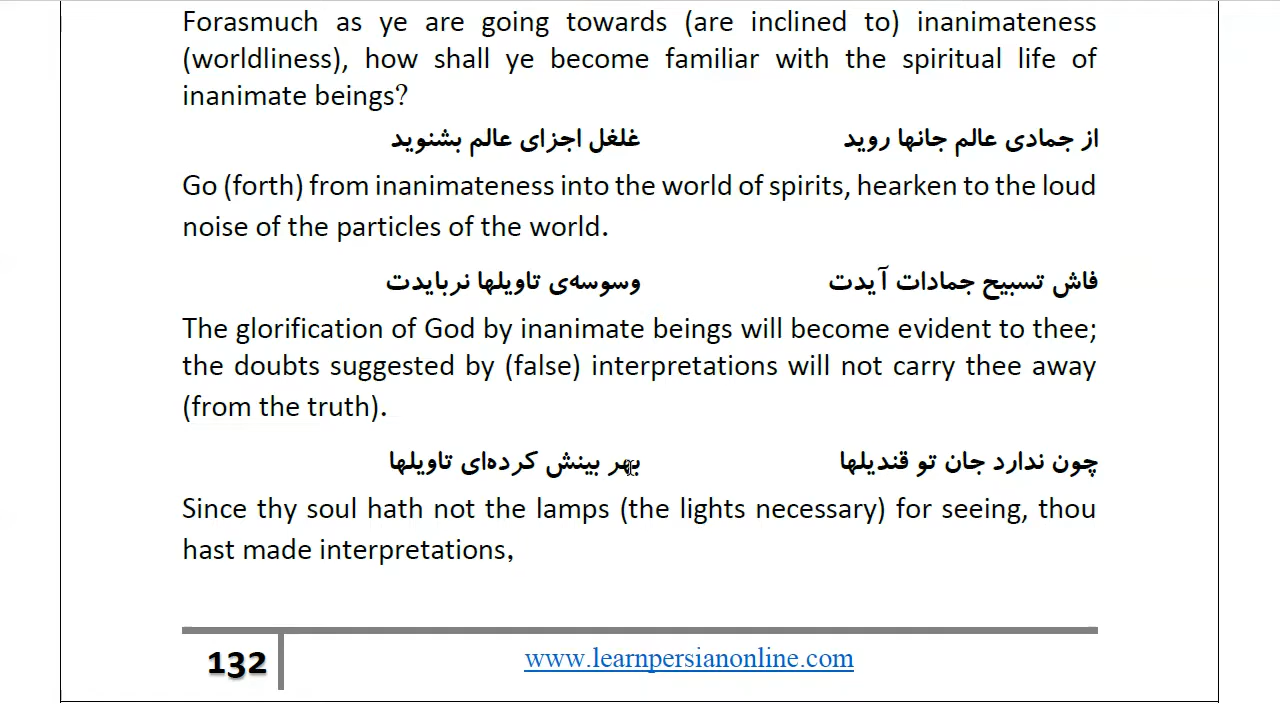 Forasmuch as ye are going towards (are inclined to) inanimateness
(worldliness), how shall ye become familiar with the spiritual life of
inanimate beings?
از جمادی عالم جانها روید غلغل اجزای عالم بشنوید
Go (forth) from inanimateness into the world of spirits, hearken to the loud
noise of the particles of the world.
فاش تسبیح جمادات آیدت وسوسه‌ی تاویلها نربایدت
The glorification of God by inanimate beings will become evident to thee;
the doubts suggested by (false) interpretations will not carry thee away
(from the truth).
چون ندارد جان تو قندیلها بهر بینش کرده‌ای تاویلها
Since thy soul hath not the lamps (the lights necessary) for seeing, thou
hast made interpretations,
132 www.learnpersianonline.com